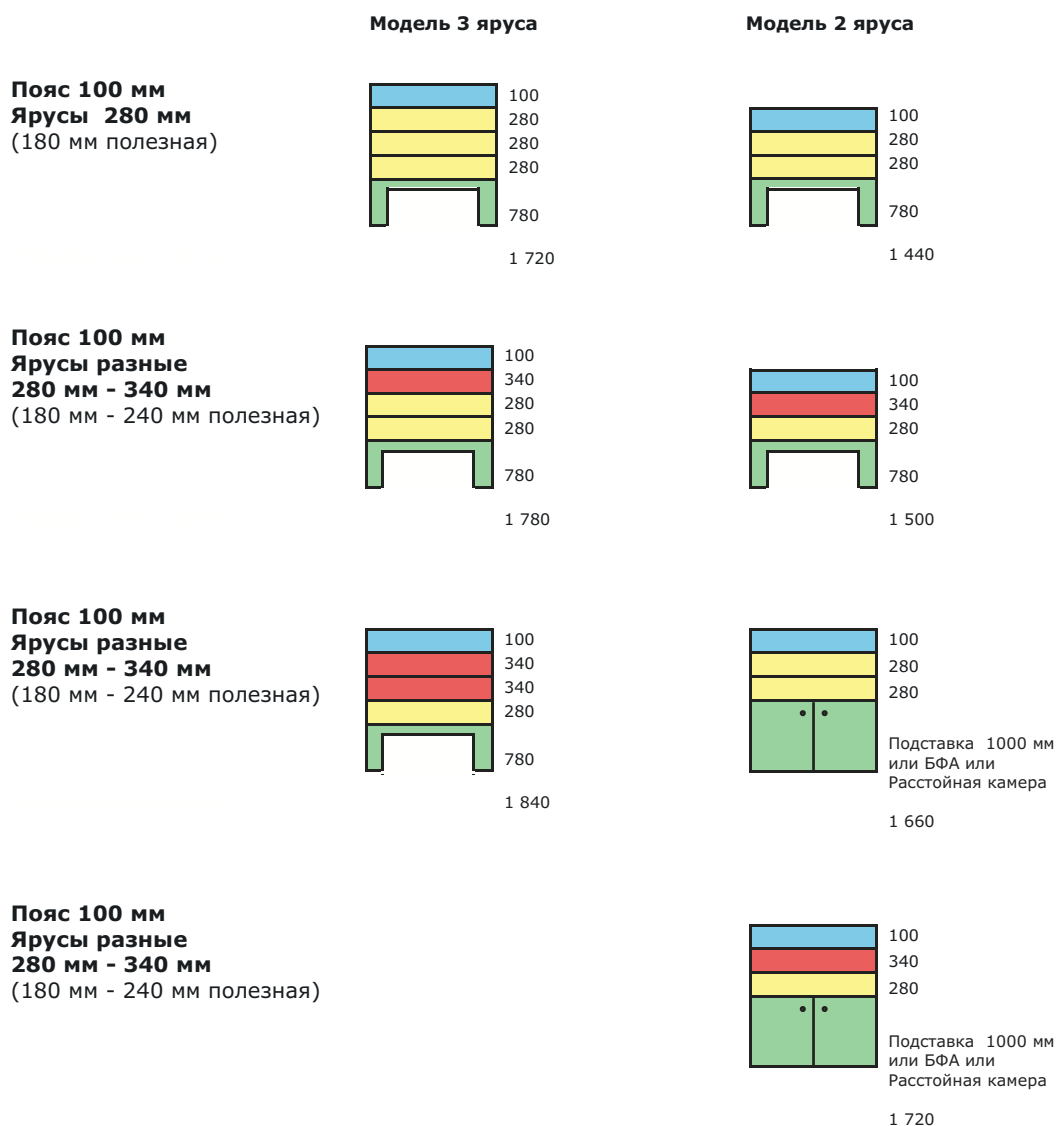 Модель 3 яруса
Модель 2 яруса
Пояс 100 мм
Ярусы 280 мм
(180 мм полезная)
100
280
280
280
780
1 720
100
280
280
780
1 440
Пояс 100 мм
Ярусы разные
280 мм - 340 мм
(180 мм - 240 мм полезная)
100
340
280
280
780
1 780
100
340
280
780
1 500
Пояс 100 мм
Ярусы разные
280 мм - 340 мм
(180 мм - 240 мм полезная)
100
340
340
280
780
1 840
100
280
280
Подставка 1000 мм
или БФА или
Расстойная камера
1 660
Пояс 100 мм
Ярусы разные
280 мм - 340 мм
(180 мм - 240 мм полезная)
100
340
280
Подставка 1000 мм
или БФА или
Расстойная камера
1 720